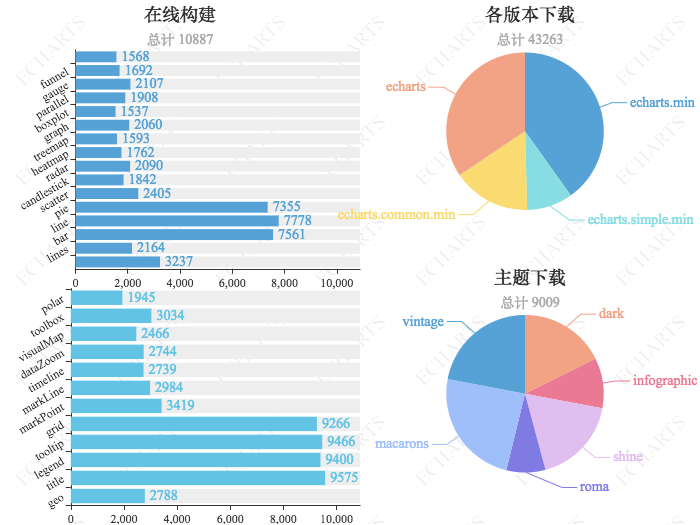 在线构建
总计 10887
1568
funnel 1692
gauge 2107
parallel 1908
boxplot 1537
graph 2060
treemap 1593
heatmap 1762
radar 2090
candlestick 1842
scatter 2405
pie 7355
line 7778
bar 7561
lines 2164
3237
0 2,000 4,000 6,000 8,000 10,000
polar 1945
toolbox 3034
visualMap 2466
dataZoom 2744
timeline 2739
markLine 2984
markPoint 3419
grid 9266
tooltip 9466
legend 9400
title 9575
geo 2788
0 2,000 4,000 6,000 8,000 10,000
各版本下载
总计 43263
echarts
echarts.min
echarts.common.min
echarts.simple.min
主题下载
总计 9009
dark
vintage
infographic
macarons
shine
roma
ECHARTS